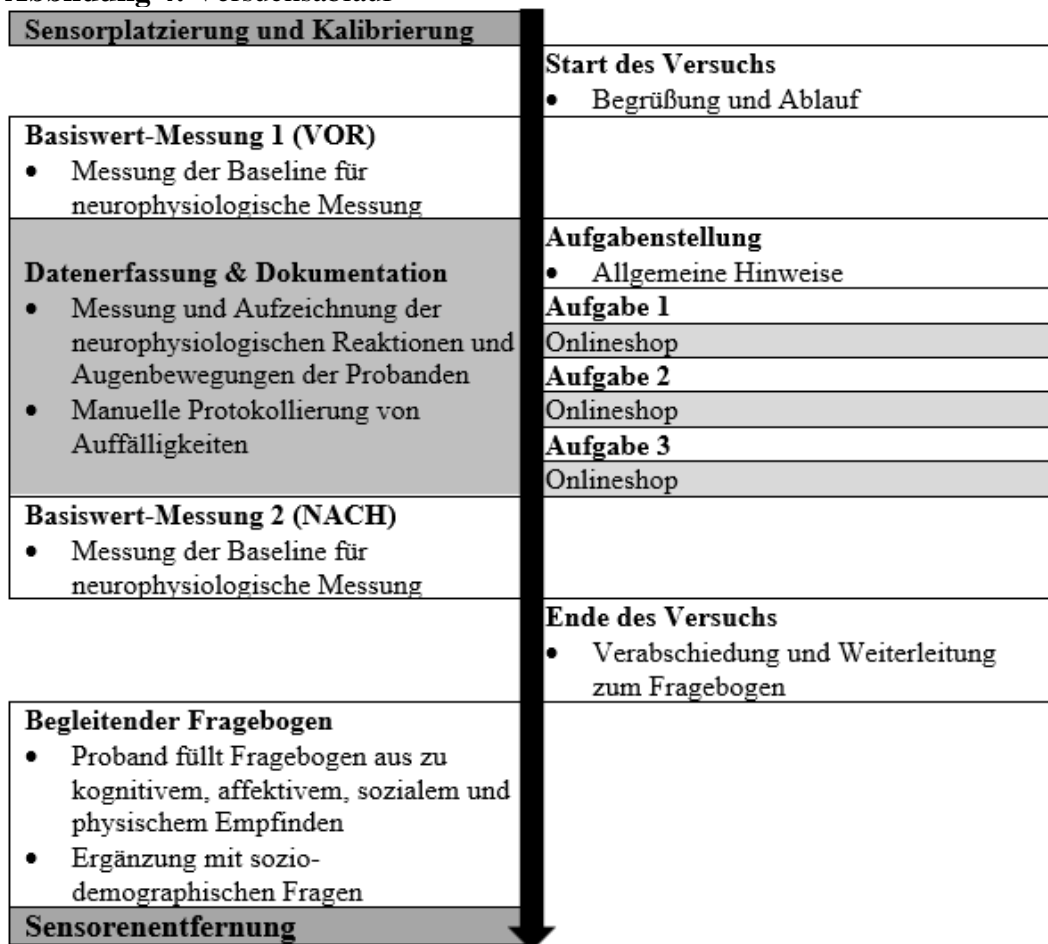 Sensorplatzierung und Kalibrierung
Start des Versuchs
• Begrüßung und Ablauf
Basiswert-Messung 1 (VOR)
• Messung der Baseline für
neurophysiologische Messung
Aufgabenstellung
• Allgemeine Hinweise
Datenerfassung & Dokumentation
• Messung und Aufzeichnung der
neurophysiologischen Reaktionen und
Augenbewegungen der Probanden
• Manuelle Protokollierung von
Auffälligkeiten
Aufgabe 1
Onlineshop
Aufgabe 2
Onlineshop
Aufgabe 3
Onlineshop
Basiswert-Messung 2 (NACH)
• Messung der Baseline für
neurophysiologische Messung
Ende des Versuchs
• Verabschiedung und Weiterleitung
zum Fragebogen
Begleitender Fragebogen
• Proband füllt Fragebogen aus zu
kognitivem, affektivem, sozialem und
physischem Empfinden
• Ergänzung mit sozio-
demographischen Fragen
Sensorenentfernung